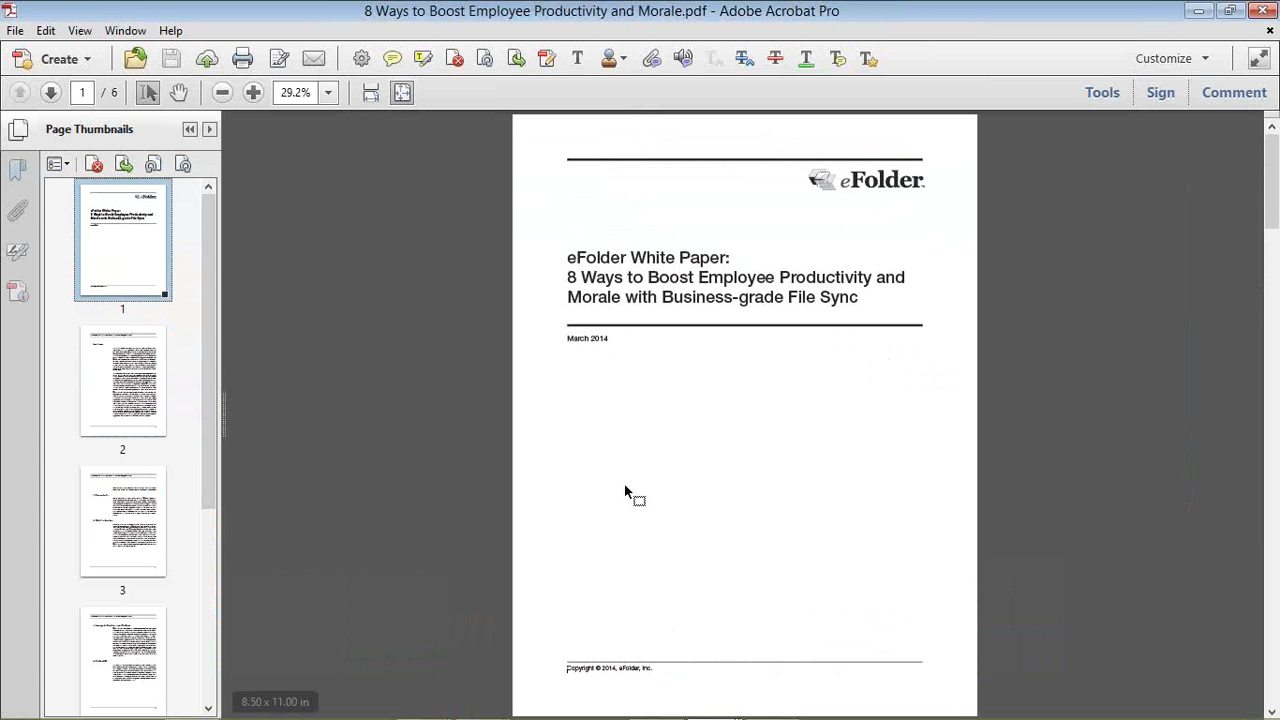 8 Ways to Boost Employee Productivity and Morale.pdf - Adobe Acrobat Pro
File Edit View Window Help
Create
Customize
1 / 6
29.2%
Tools Sign Comment
Page Thumbnails
1
2
3
eFolder
eFolder White Paper:
8 Ways to Boost Employee Productivity and
Morale with Business-grade File Sync
March 2014
Copyright © 2014, eFolder, Inc.
8.50 x 11.00 in